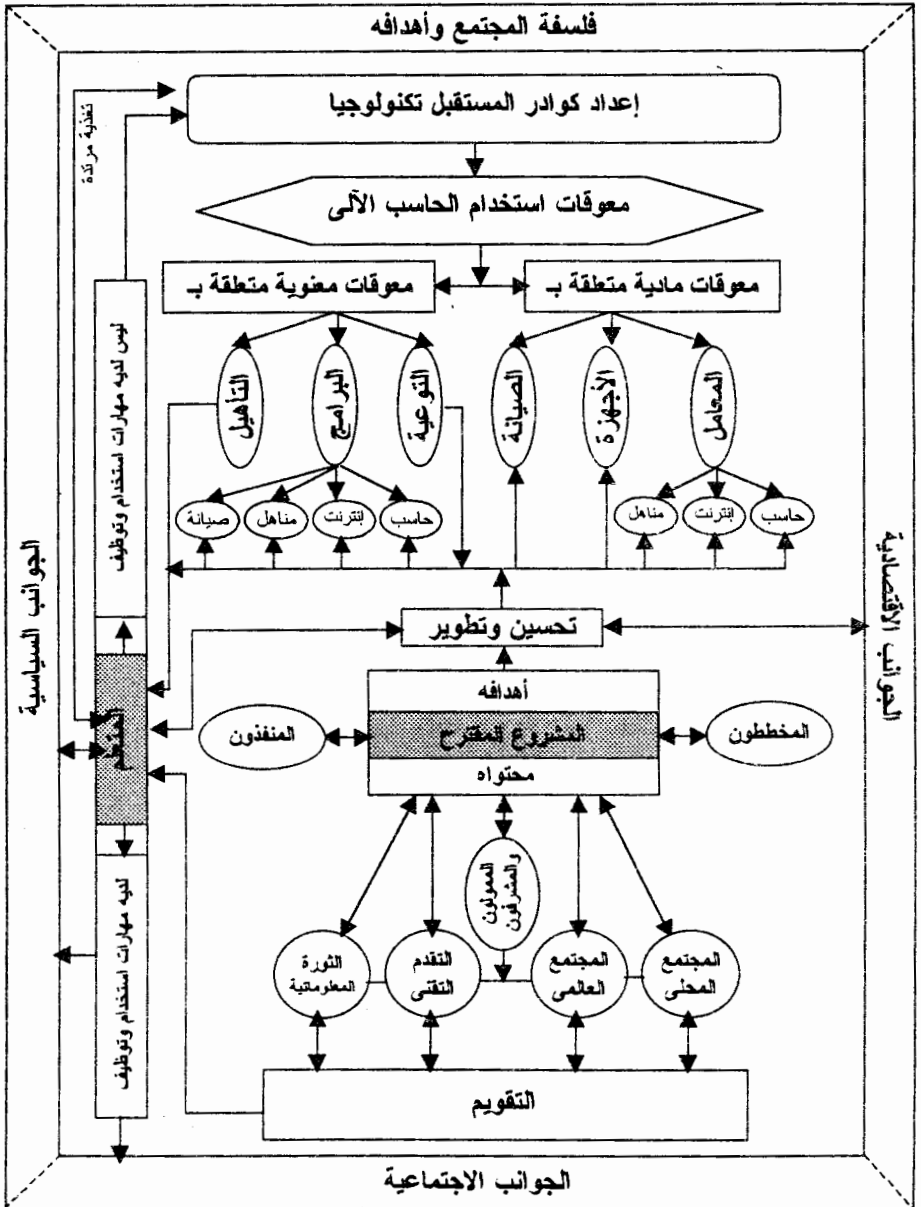 فلسفة المجتمع وأهدافه
إعداد كوادر المستقبل تكنولوجيا
تغذية مرتدة
معوقات استخدام الحاسب الآلى
معوقات مادية متعلقة بـ
معوقات معنوية متعلقة بـ
المعامل
الأجهزة
الصيانة
التوعية
البرامج
التأهيل
حاسب
إنترنت
مناهل
حاسب
إنترنت
مناهل
صيانة
ليس لديه مهارات استخدام وتوظيف
الجوانب الاقتصادية
الجوانب السياسية
تحسين وتطوير
أهدافه
المشروع المقترح
محتواه
المخططون
المنفذون
المتعلم
الممولون
والمشرفون
لديه مهارات استخدام وتوظيف
المجتمع
المحلى
المجتمع
العالمى
التقدم
التقنى
الثورة
المعلوماتية
التقويم
الجوانب الاجتماعية